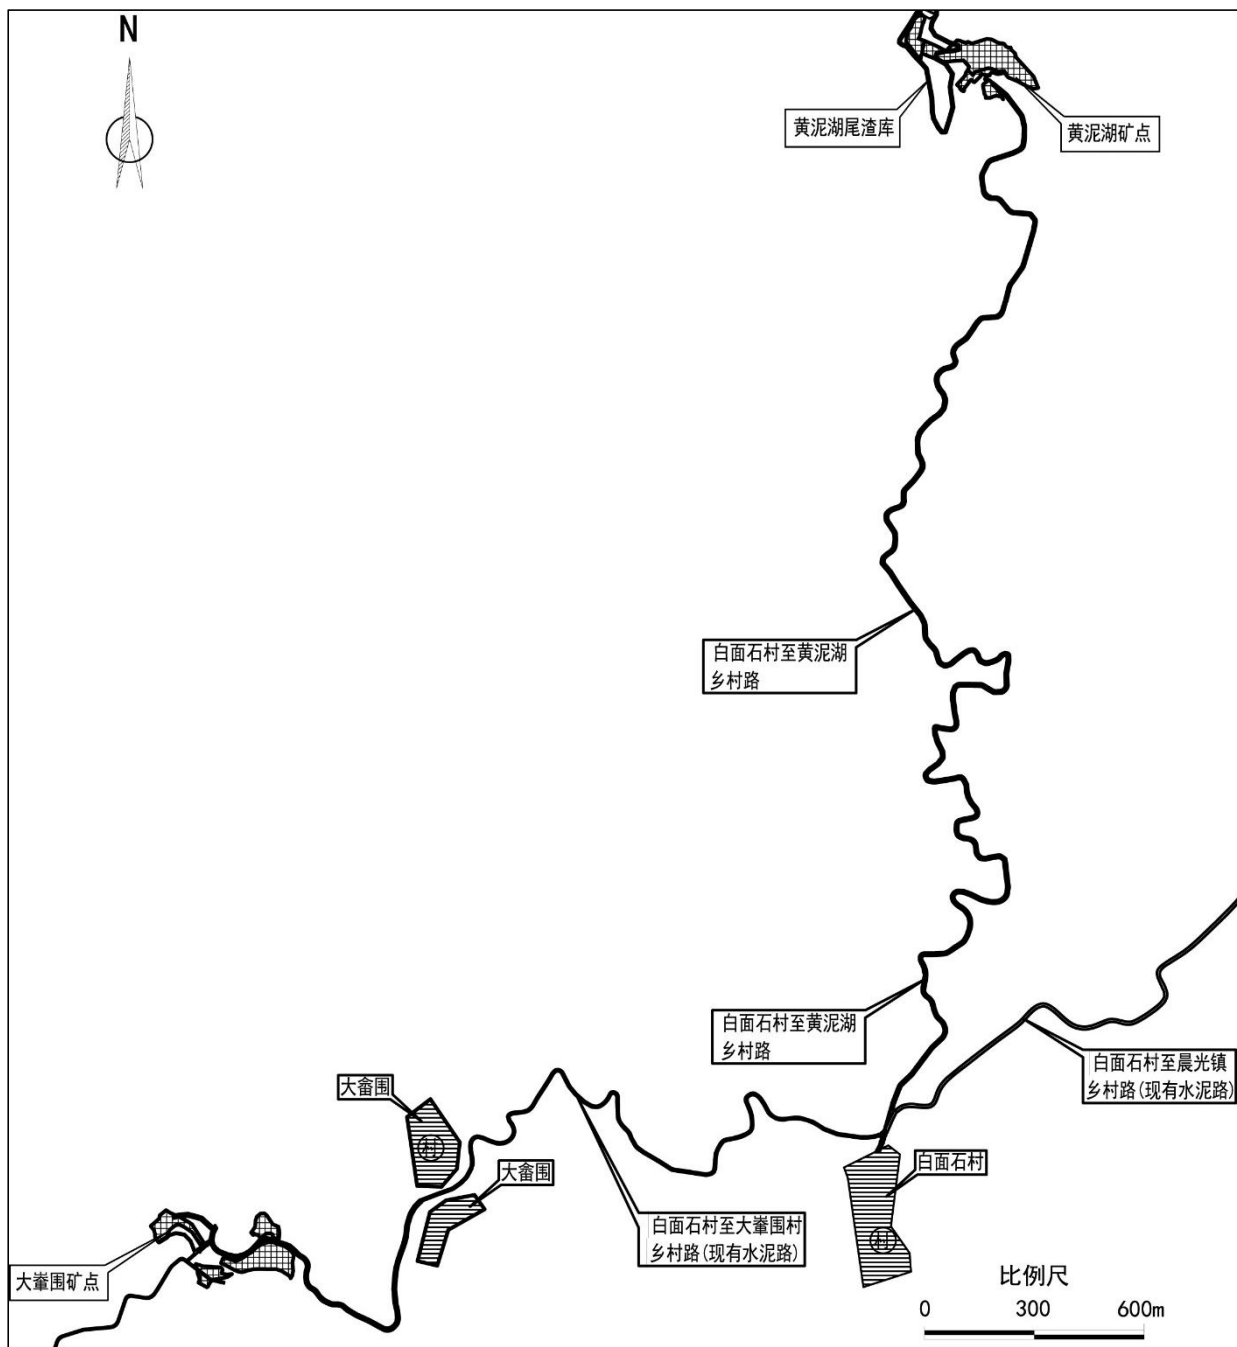 N
黄泥湖尾渣库
黄泥湖矿点
白面石村至黄泥湖
乡村路
白面石村至黄泥湖
乡村路
白面石村至晨光镇
乡村路(现有水泥路)
大畲围
村
大畲围
白面石村
村
白面石村至大輋围村
乡村路(现有水泥路)
大輋围矿点
比例尺
0 300 600m